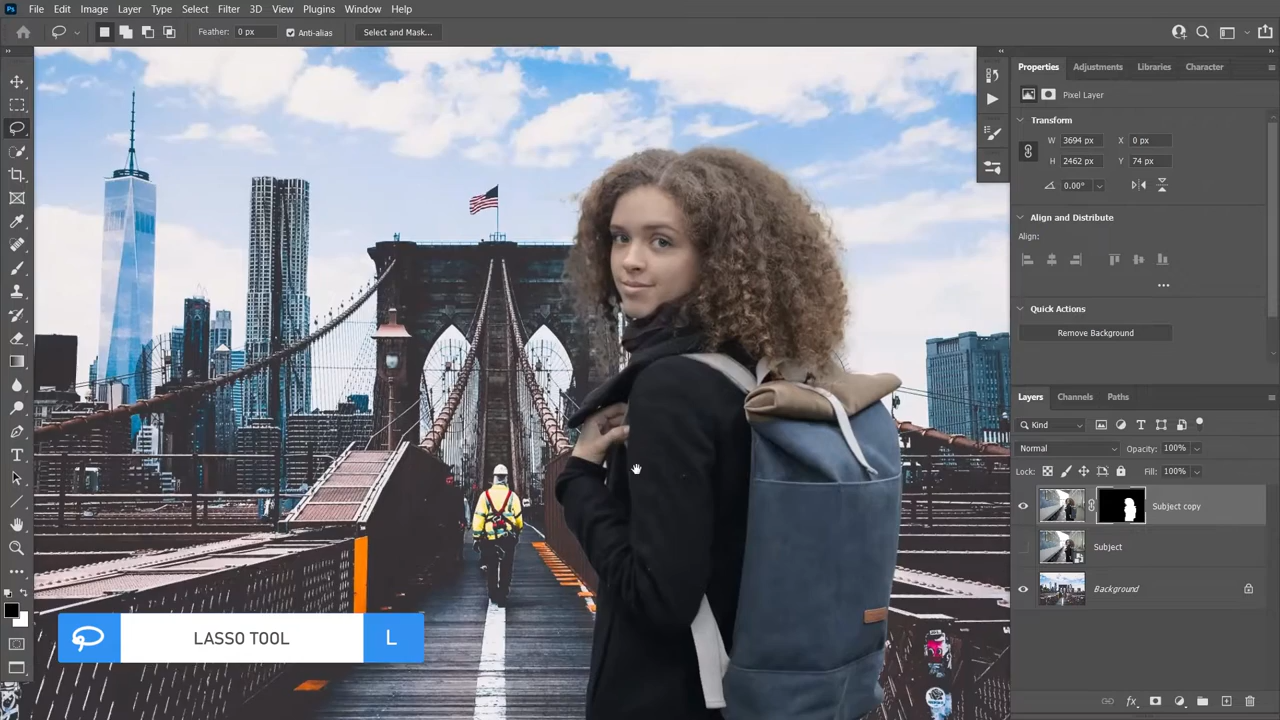 Ps File Edit Image Layer Type Select Filter 3D View Plugins Window Help
Feather: 0 px Anti-alias Select and Mask...
Properties Adjustments Libraries Character
Pixel Layer
Transform
W 3694 px X 0 px
H 2462 px Y 74 px
0.00°
Align and Distribute
Align:
Quick Actions
Remove Background
Layers Channels Paths
Kind
Normal Opacity: 100%
Lock: Fill: 100%
Subject copy
Subject
Background
LASSO TOOL L